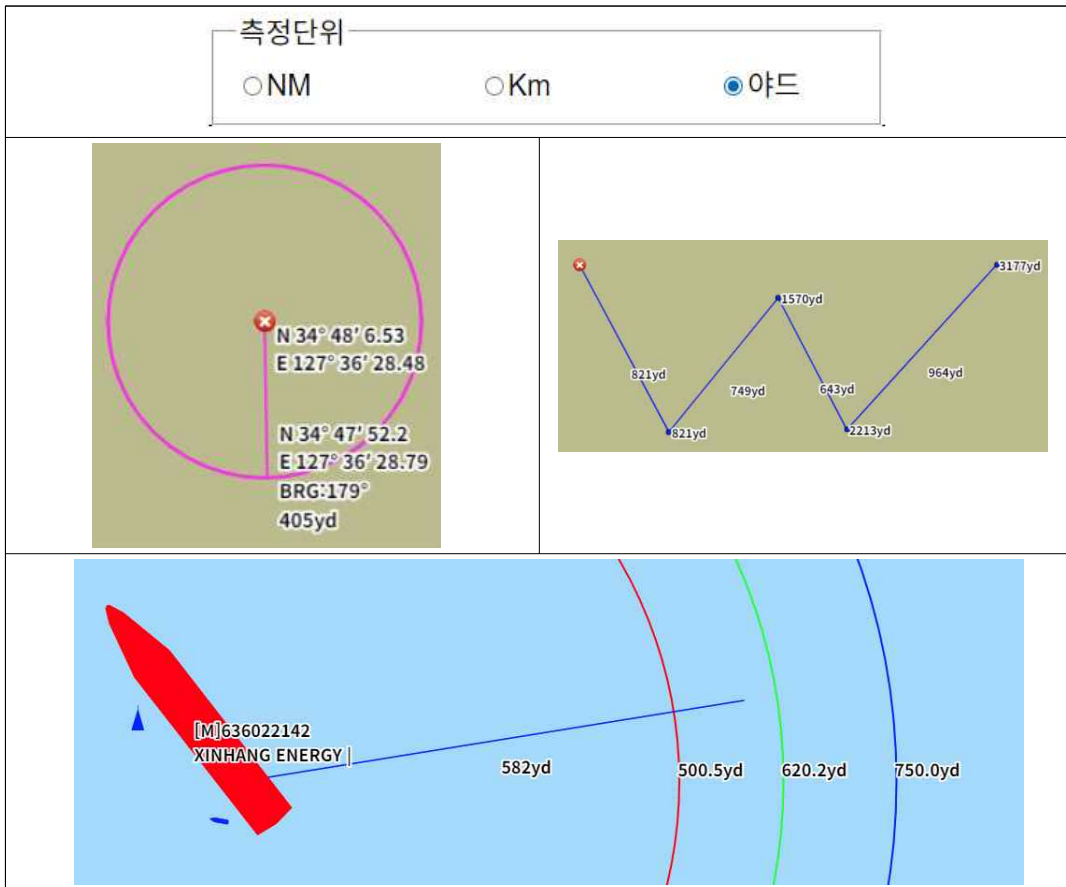 측정단위
NM
Km
야드
N 34° 48′ 6.53
E 127° 36′ 28.48
N 34° 47′ 52.2
E 127° 36′ 28.79
BRG:179°
405yd
3177yd
1570yd
821yd
749yd
643yd
964yd
821yd
2213yd
[M]636022142
XINHANG ENERGY |
582yd
500.5yd
620.2yd
750.0yd